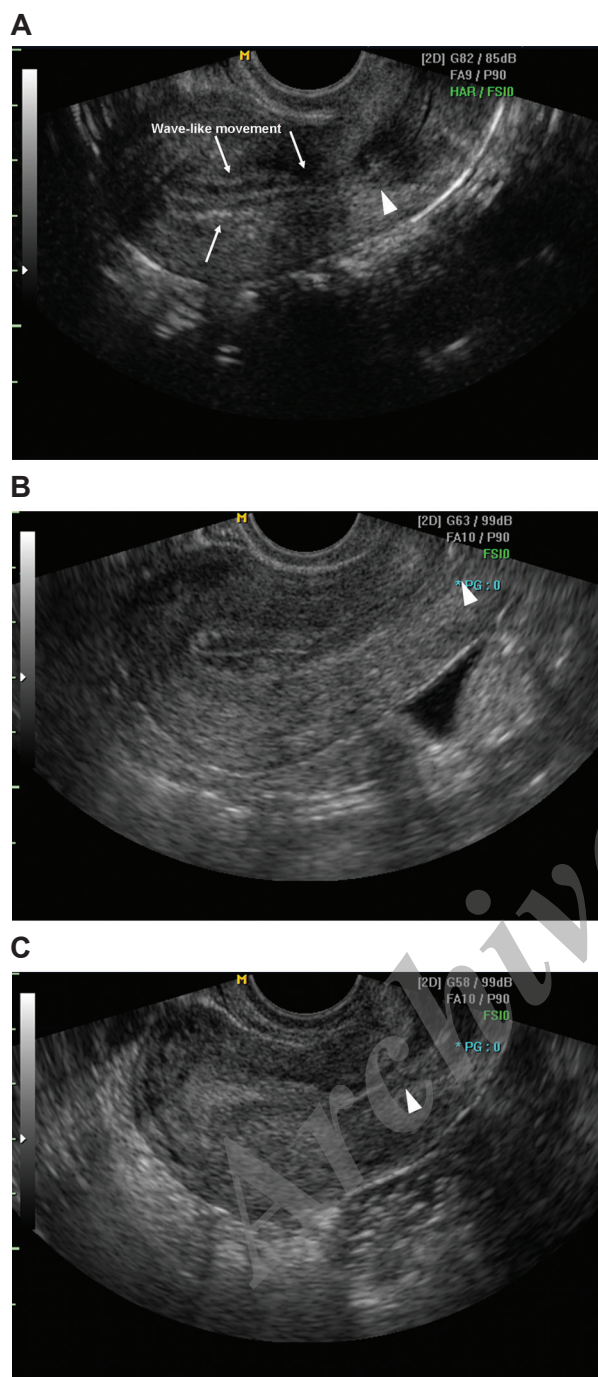 A
M
[2D] G82 / 85dB
FA9 / P90
HAR / FSI0
Wave-like movement
B
M
[2D] G63 / 99dB
FA10 / P90
FSI0
* PG : 0
C
M
[2D] G58 / 99dB
FA10 / P90
FSI0
* PG : 0
Archive